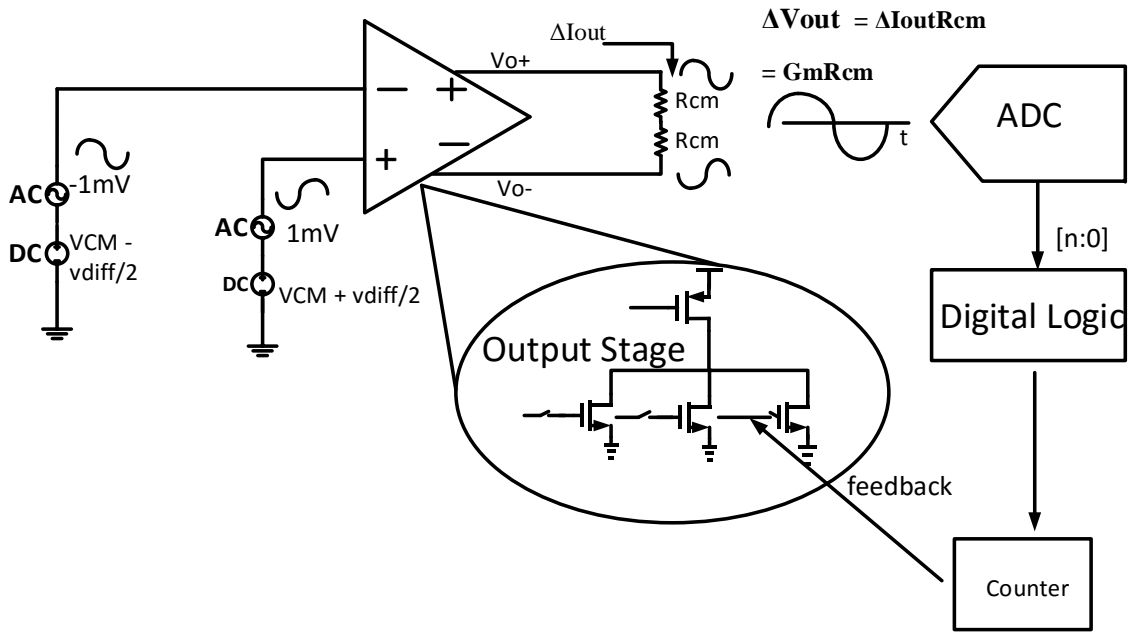 ΔVout = ΔIoutRcm
= GmRcm
ΔIout
Vo+
Rcm
Rcm
Vo-
t
ADC
[n:0]
Digital Logic
Counter
feedback
Output Stage
− +
+ −
AC
-1mV
DC
VCM -
vdiff/2
AC
1mV
DC
VCM + vdiff/2